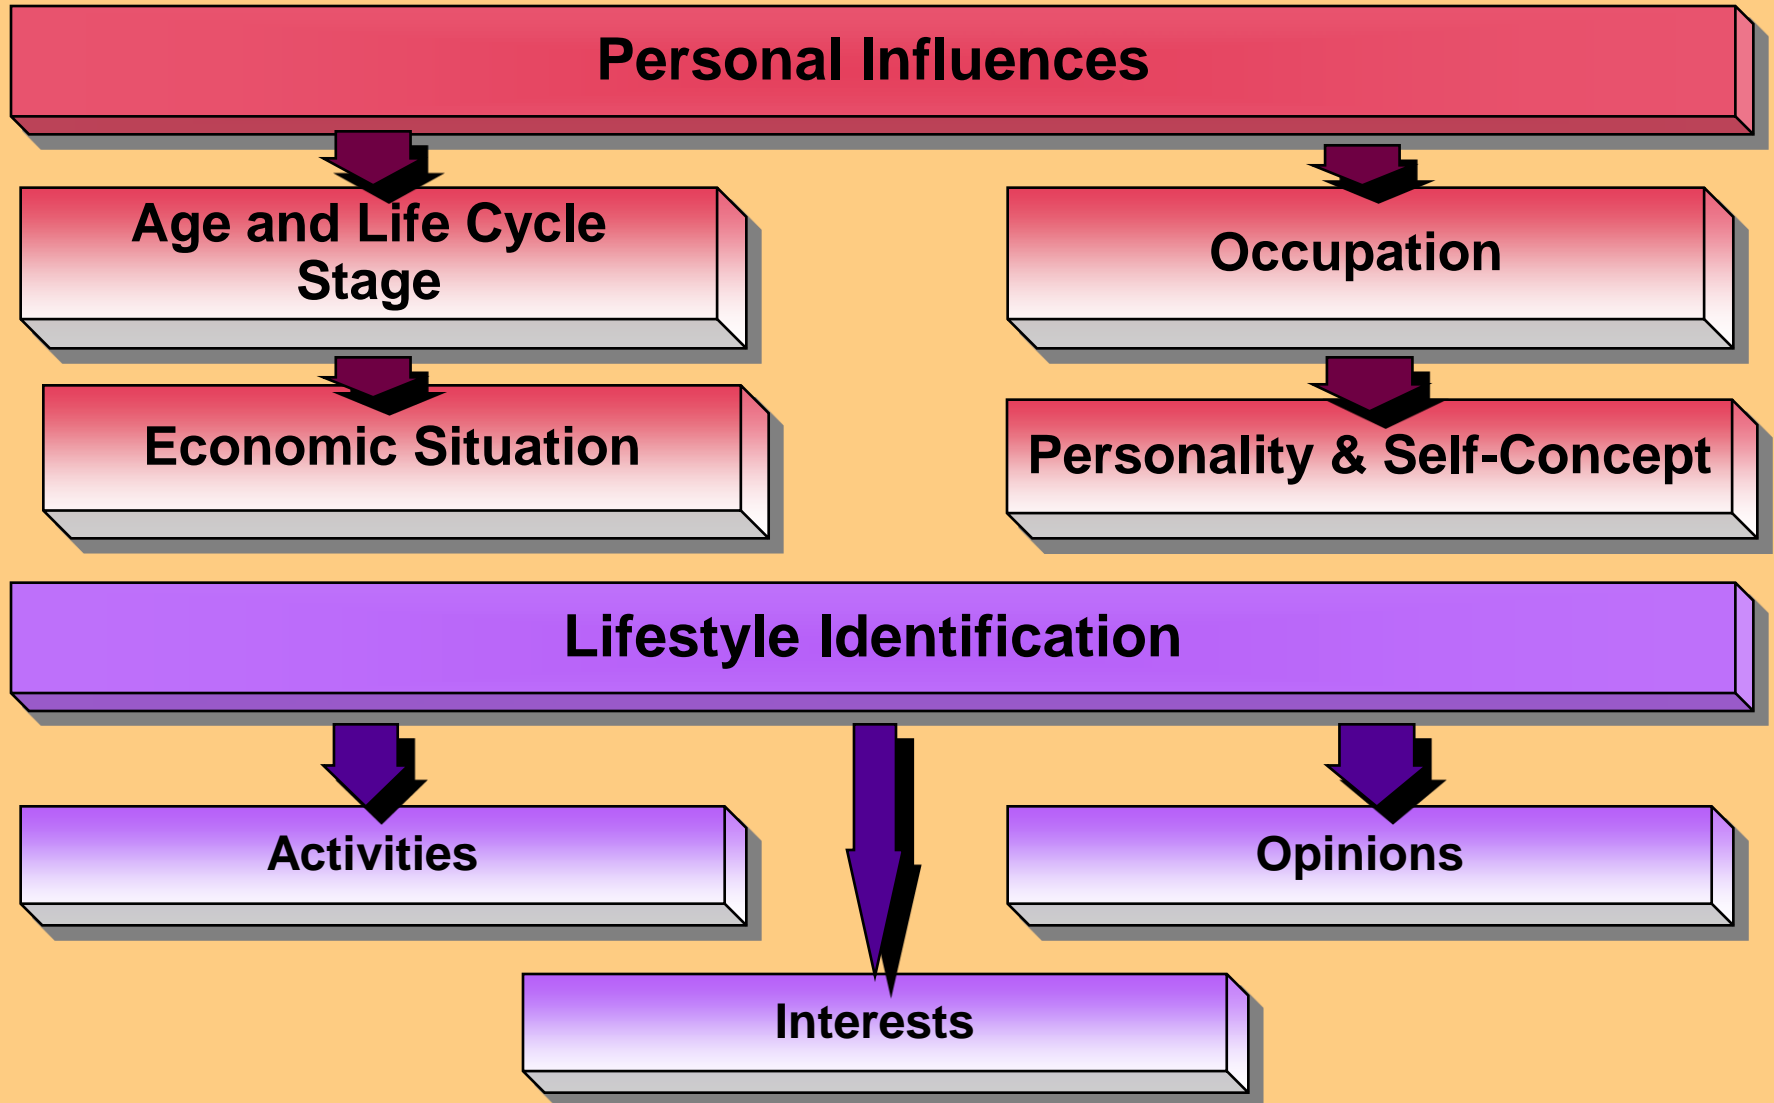 Personal Influences
Age and Life Cycle
Stage
Occupation
Economic Situation
Personality & Self-Concept
Lifestyle Identification
Activities
Opinions
Interests